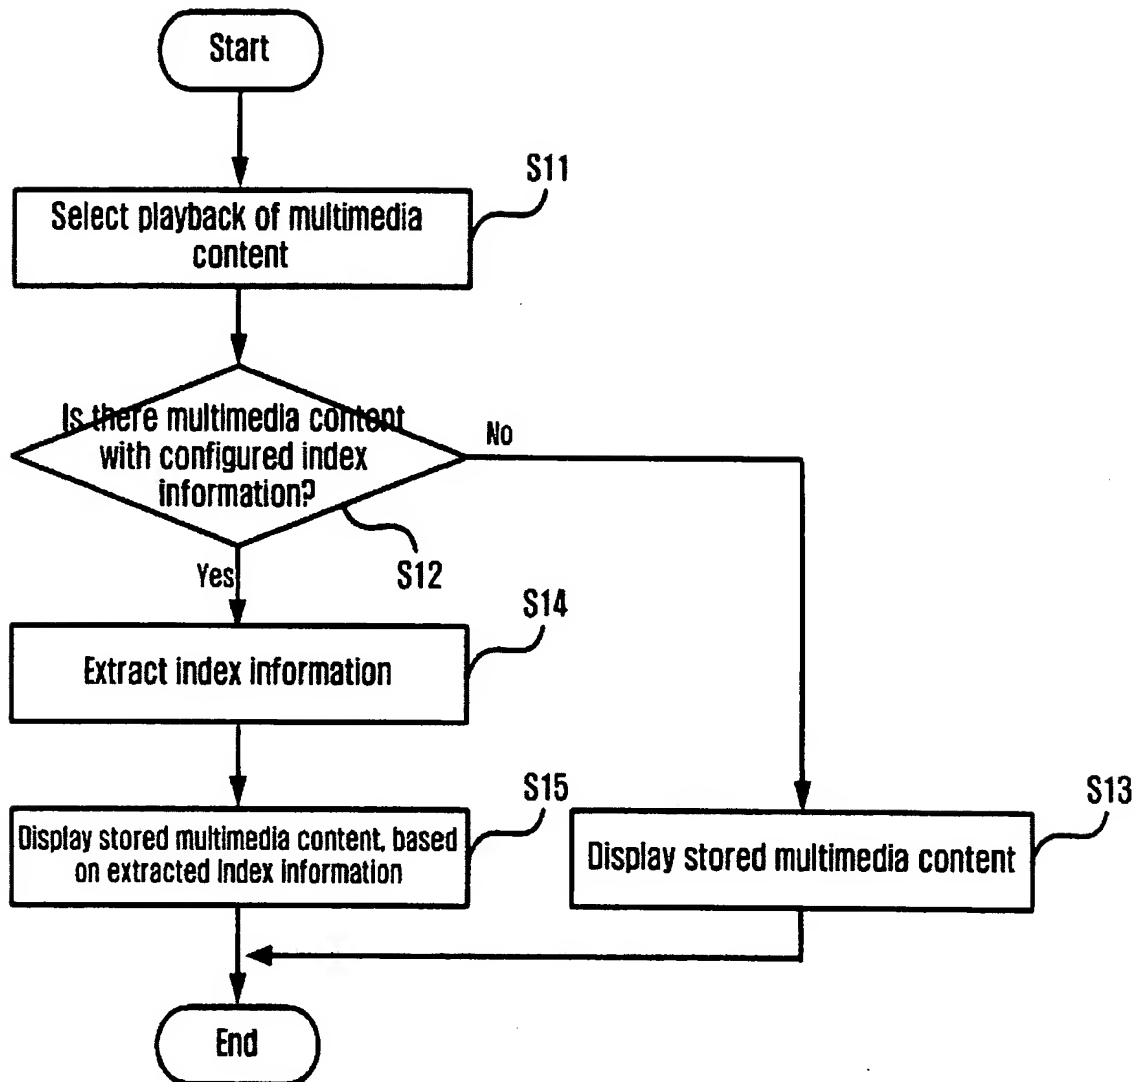 Start
S11
Select playback of multimedia
content
Is there multimedia content
with configured index
information?
No
S12
Yes
S14
Extract index information
S15
Display stored multimedia content, based
on extracted index information
S13
Display stored multimedia content
End